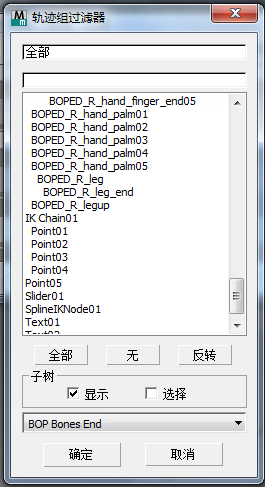 轨迹组过滤器
全部
BOPED_R_hand_finger_end05
BOPED_R_hand_palm01
BOPED_R_hand_palm02
BOPED_R_hand_palm03
BOPED_R_hand_palm04
BOPED_R_hand_palm05
BOPED_R_leg
BOPED_R_leg_end
BOPED_R_legup
IK Chain01
Point01
Point02
Point03
Point04
Point05
Slider01
SplineIKNode01
Text01
Text02
全部 无 反转
子树
显示 选择
BOP Bones End
确定 取消